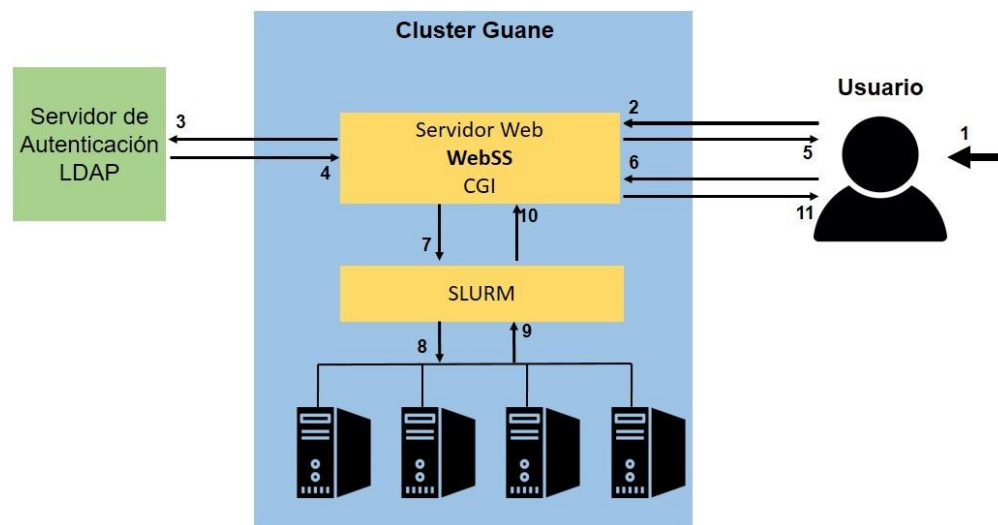 Cluster Guane
Servidor de
Autenticación
LDAP
3
4
Servidor Web
WebSS
CGI
2
5
6
11
Usuario
1
7
10
SLURM
8
9